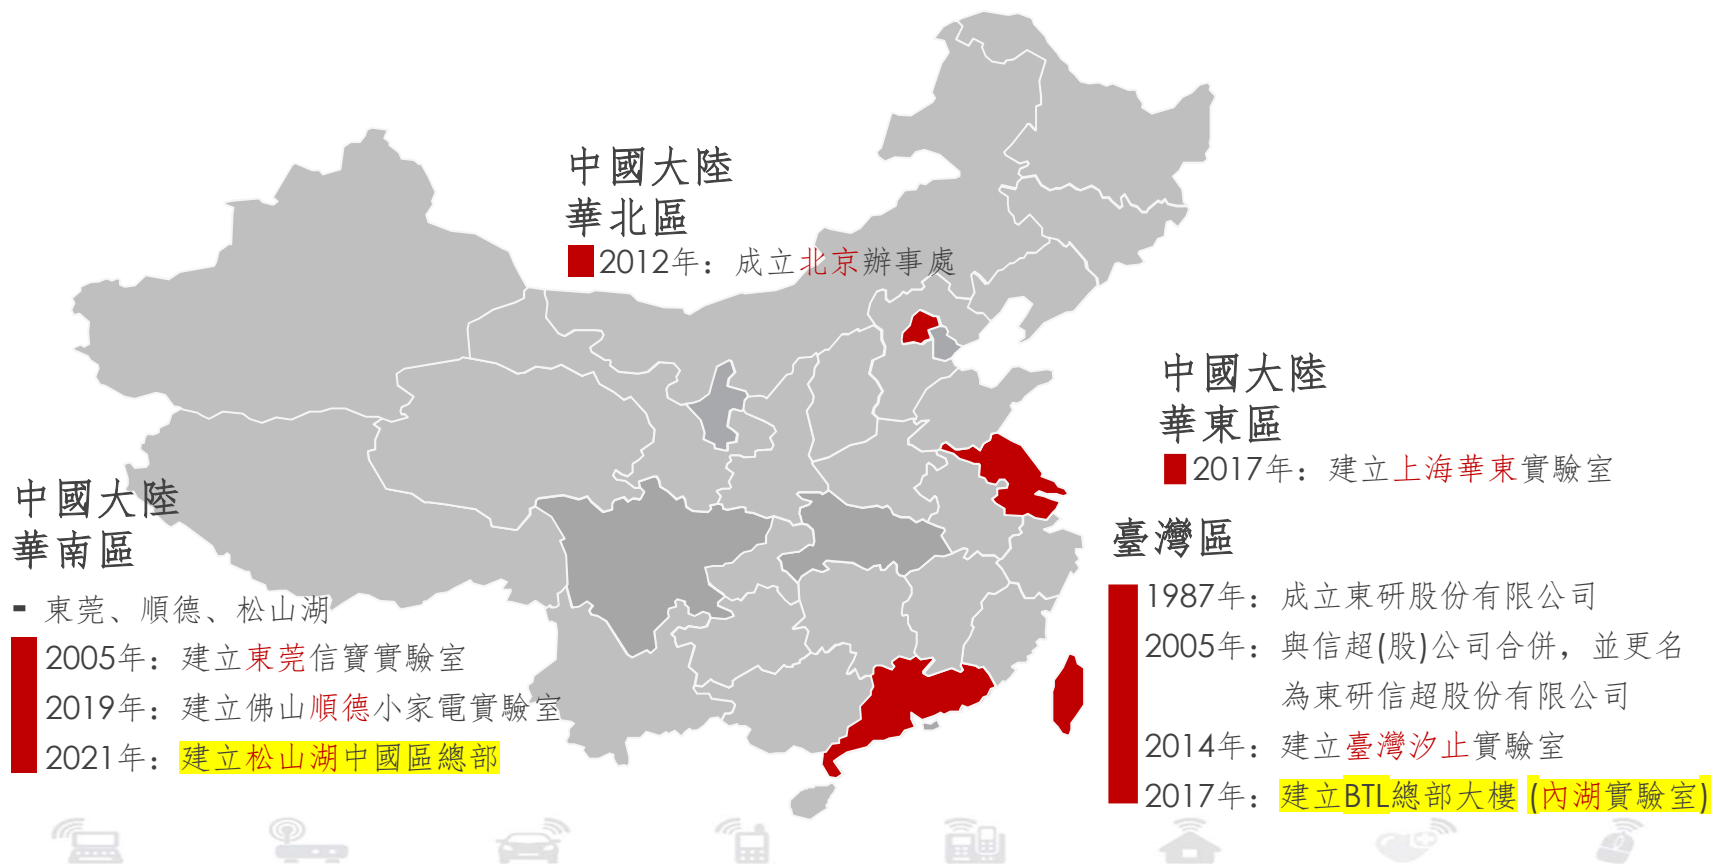 中國大陸
華北區
2012年：成立北京辦事處
中國大陸
華東區
2017年：建立上海華東實驗室
中國大陸
華南區
- 東莞、順德、松山湖
2005年：建立東莞信寶實驗室
2019年：建立佛山順德小家電實驗室
2021年：建立松山湖中國區總部
臺灣區
1987年：成立東研股份有限公司
2005年：與信超(股)公司合併，並更名
為東研信超股份有限公司
2014年：建立臺灣汐止實驗室
2017年：建立BTL總部大樓 (內湖實驗室)